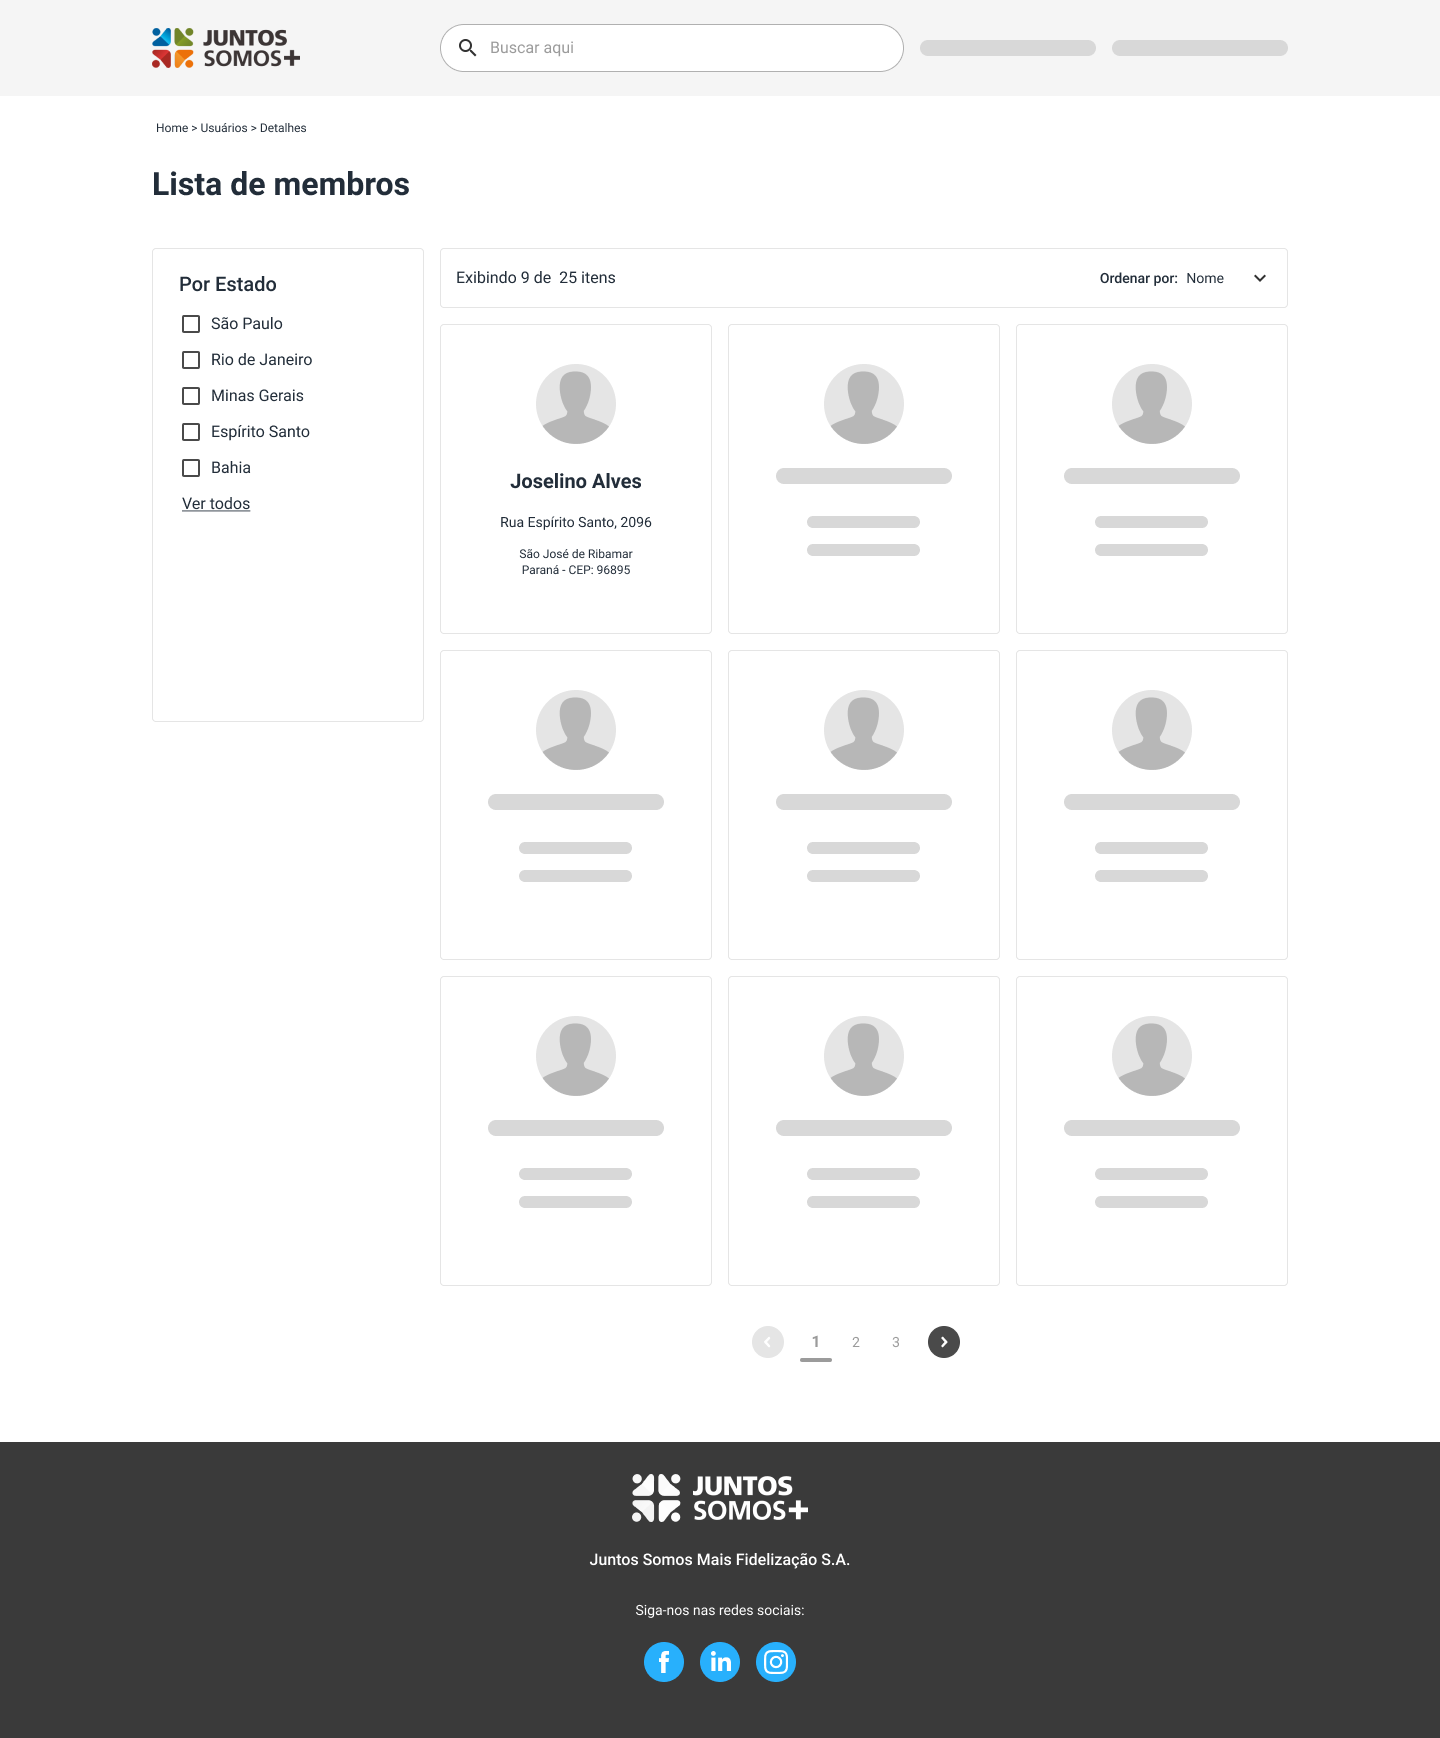 JUNTOS
SOMOS+
Buscar aqui
Home > Usuários > Detalhes
Lista de membros
Por Estado
São Paulo
Rio de Janeiro
Minas Gerais
Espírito Santo
Bahia
Ver todos
Exibindo 9 de  25 itens
Ordenar por: Nome
Joselino Alves
Rua Espírito Santo, 2096
São José de Ribamar
Paraná - CEP: 96895
1 2 3
JUNTOS
SOMOS+
Juntos Somos Mais Fidelização S.A.
Siga-nos nas redes sociais: